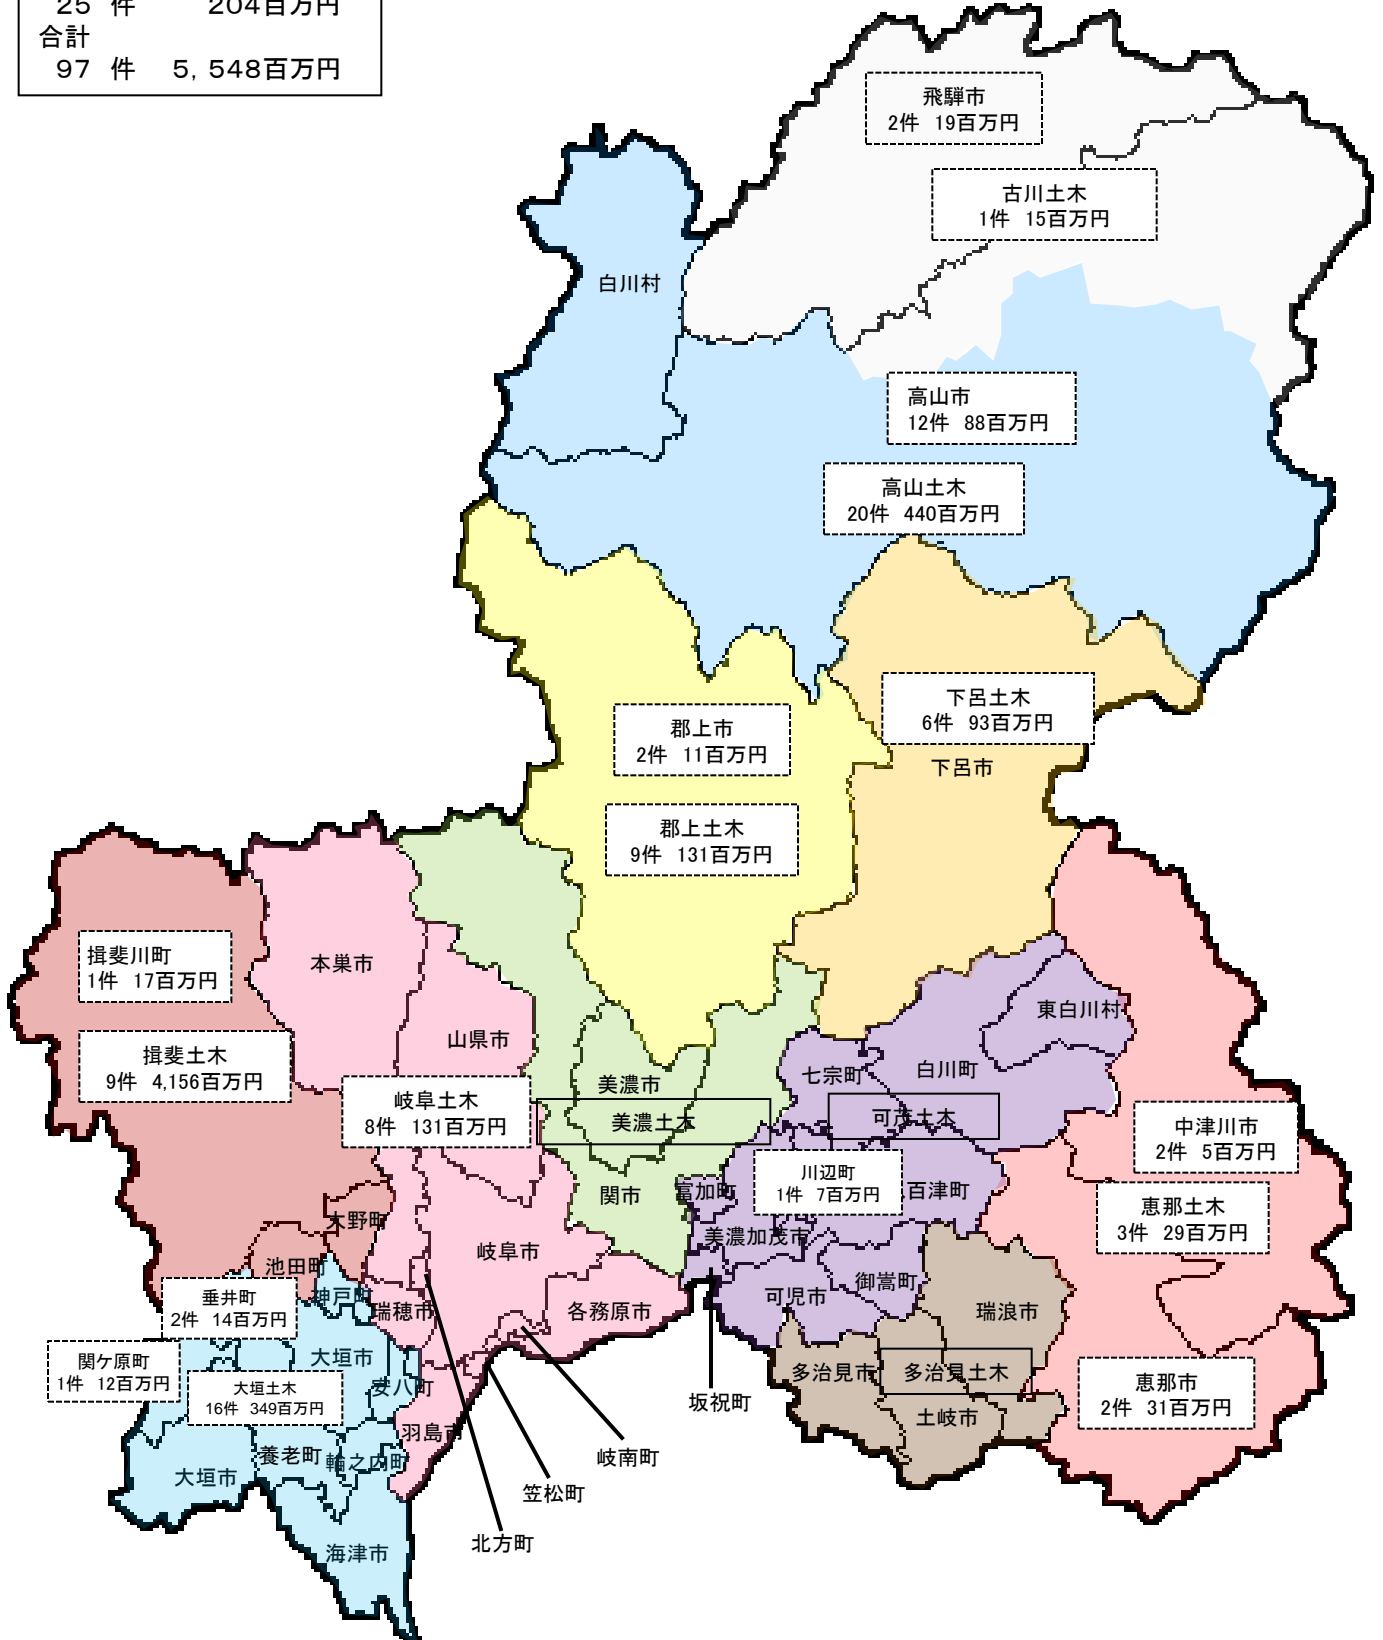 25 件 204百万円
合計
97 件 5,548百万円
飛騨市
2件 19百万円
古川土木
1件 15百万円
白川村
高山市
12件 88百万円
高山土木
20件 440百万円
下呂土木
6件 93百万円
下呂市
郡上市
2件 11百万円
郡上土木
9件 131百万円
揖斐川町
1件 17百万円
本巣市
揖斐土木
9件 4,156百万円
山県市
岐阜土木
8件 131百万円
美濃市
美濃土木
七宗町
白川町
東白川村
可茂土木
中津川市
2件 5百万円
川辺町
1件 7百万円
百津町
富加町
関市
恵那土木
3件 29百万円
大野町
岐阜市
美濃加茂市
池田町
神戸町
垂井町
2件 14百万円
瑞穂市
各務原市
可児市
御嵩町
瑞浪市
関ケ原町
1件 12百万円
大垣市
大垣土木
16件 349百万円
安八町
多治見市
多治見土木
恵那市
2件 31百万円
坂祝町
土岐市
羽島市
養老町
輪之内町
大垣市
岐南町
笠松町
北方町
海津市